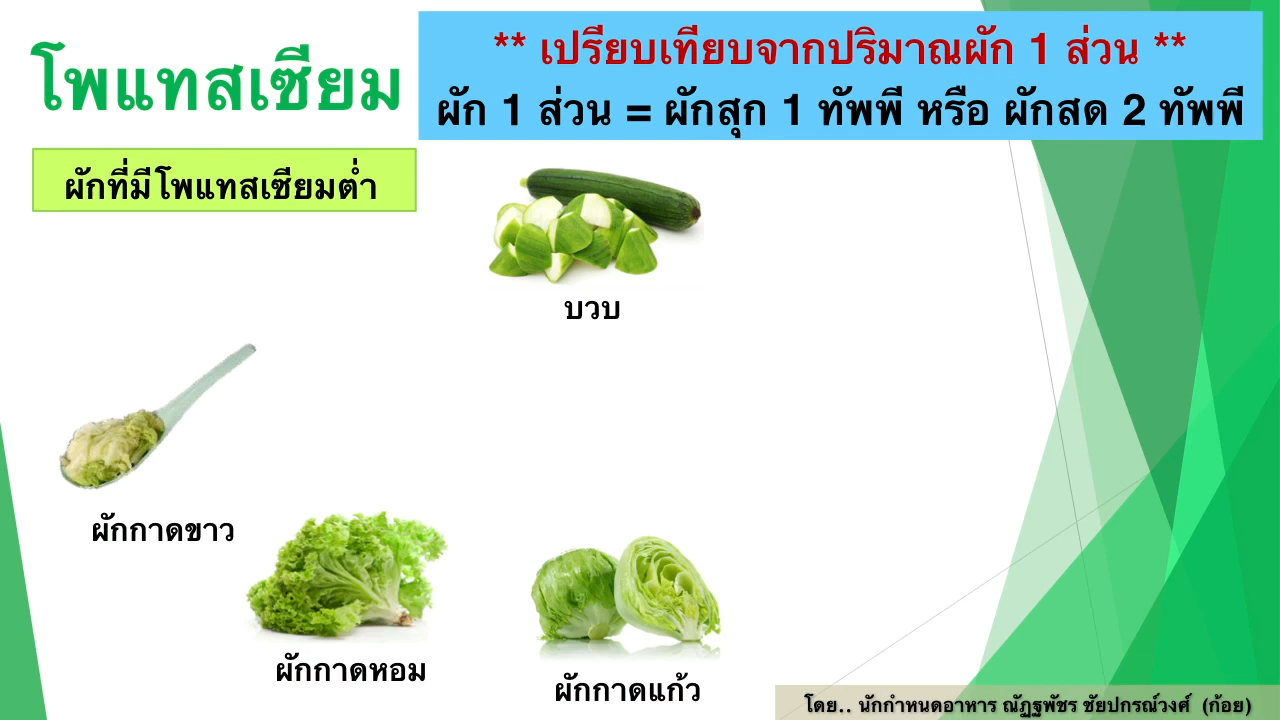 โพแทสเซียม
** เปรียบเทียบจากปริมาณผัก 1 ส่วน **
ผัก 1 ส่วน = ผักสุก 1 ทัพพี หรือ ผักสด 2 ทัพพี
ผักที่มีโพแทสเซียมต่ำ
บวบ
ผักกาดขาว
ผักกาดหอม
ผักกาดแก้ว
โดย.. นักกำหนดอาหาร ณัฏฐพัชร ชัยปกรณ์วงศ์ (ก้อย)